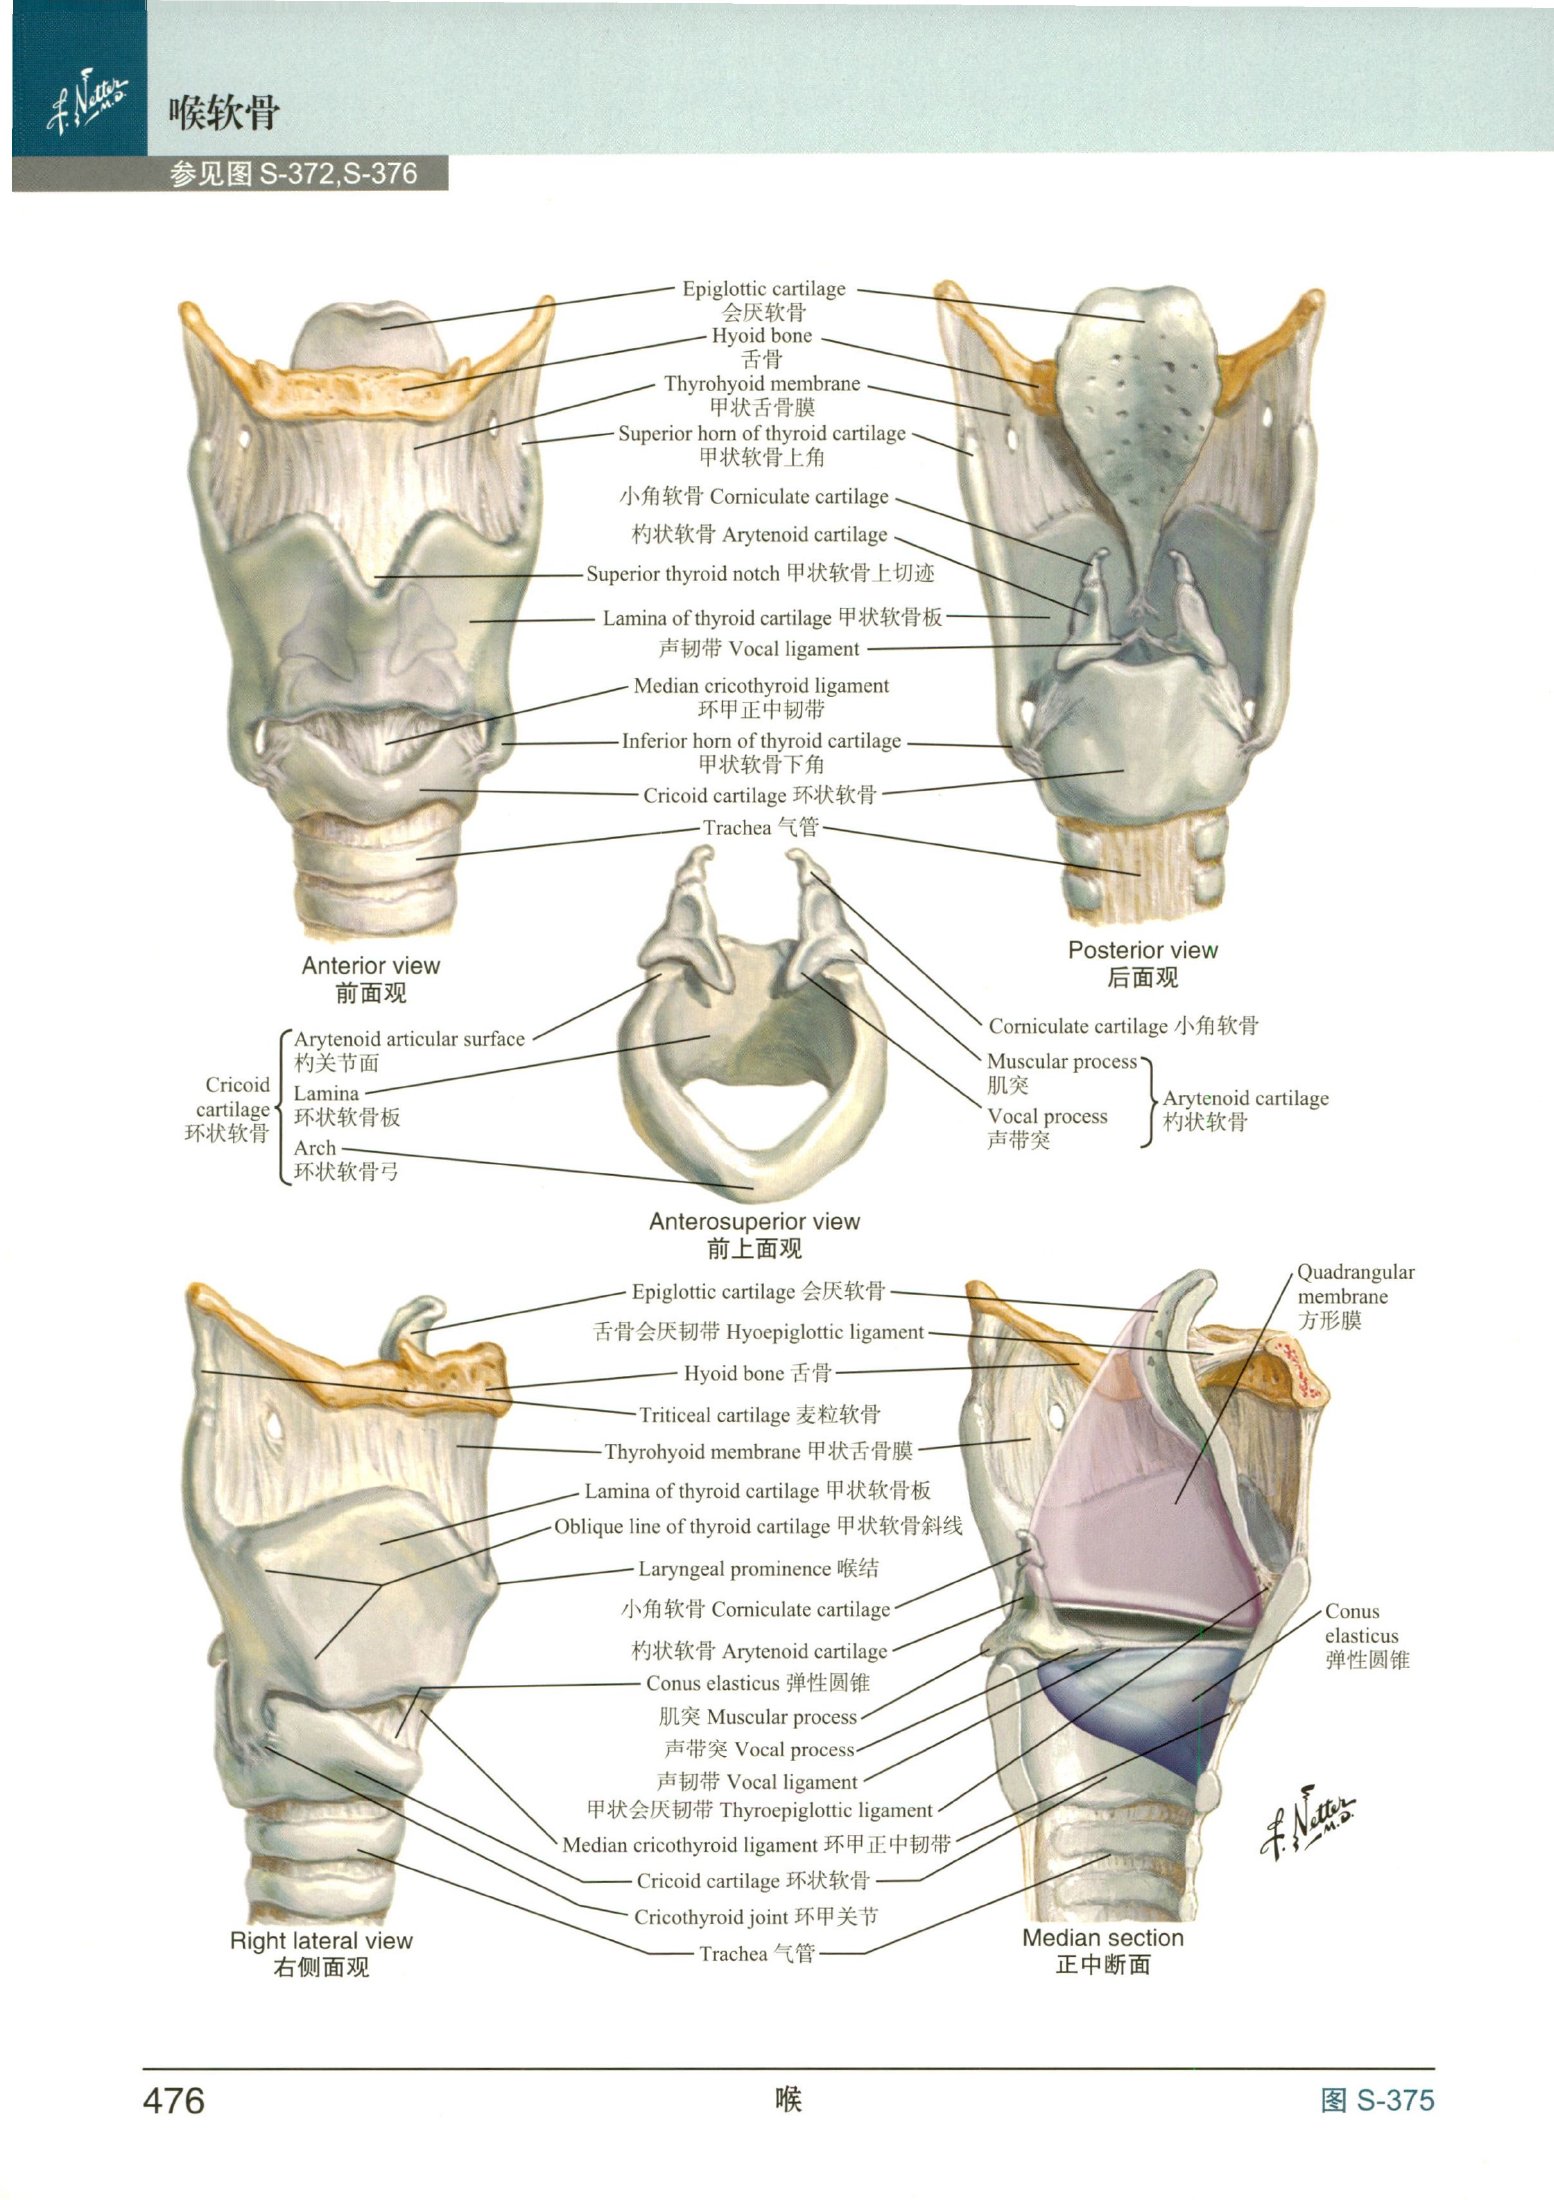 F. Netter M.D.
喉软骨
参见图 S-372,S-376
Epiglottic cartilage
会厌软骨
Hyoid bone
舌骨
Thyrohyoid membrane
甲状舌骨膜
Superior horn of thyroid cartilage
甲状软骨上角
小角软骨 Corniculate cartilage
杓状软骨 Arytenoid cartilage
Superior thyroid notch 甲状软骨上切迹
Lamina of thyroid cartilage 甲状软骨板
声韧带 Vocal ligament
Median cricothyroid ligament
环甲正中韧带
Inferior horn of thyroid cartilage
甲状软骨下角
Cricoid cartilage 环状软骨
Trachea 气管
Anterior view
前面观
Posterior view
后面观
Arytenoid articular surface
杓关节面
Lamina
环状软骨板
Arch
环状软骨弓
Cricoid
cartilage
环状软骨
Corniculate cartilage 小角软骨
Muscular process
肌突
Vocal process
声带突
Arytenoid cartilage
杓状软骨
Anterosuperior view
前上面观
Epiglottic cartilage 会厌软骨
舌骨会厌韧带 Hyoepiglottic ligament
Hyoid bone 舌骨
Triticeal cartilage 麦粒软骨
Thyrohyoid membrane 甲状舌骨膜
Lamina of thyroid cartilage 甲状软骨板
Oblique line of thyroid cartilage 甲状软骨斜线
Laryngeal prominence 喉结
小角软骨 Corniculate cartilage
杓状软骨 Arytenoid cartilage
Conus elasticus 弹性圆锥
肌突 Muscular process
声带突 Vocal process
声韧带 Vocal ligament
甲状会厌韧带 Thyroepiglottic ligament
Median cricothyroid ligament 环甲正中韧带
Cricoid cartilage 环状软骨
Cricothyroid joint 环甲关节
Trachea 气管
Quadrangular
membrane
方形膜
Conus
elasticus
弹性圆锥
F. Netter M.D.
Right lateral view
右侧面观
Median section
正中断面
476
喉
图 S-375